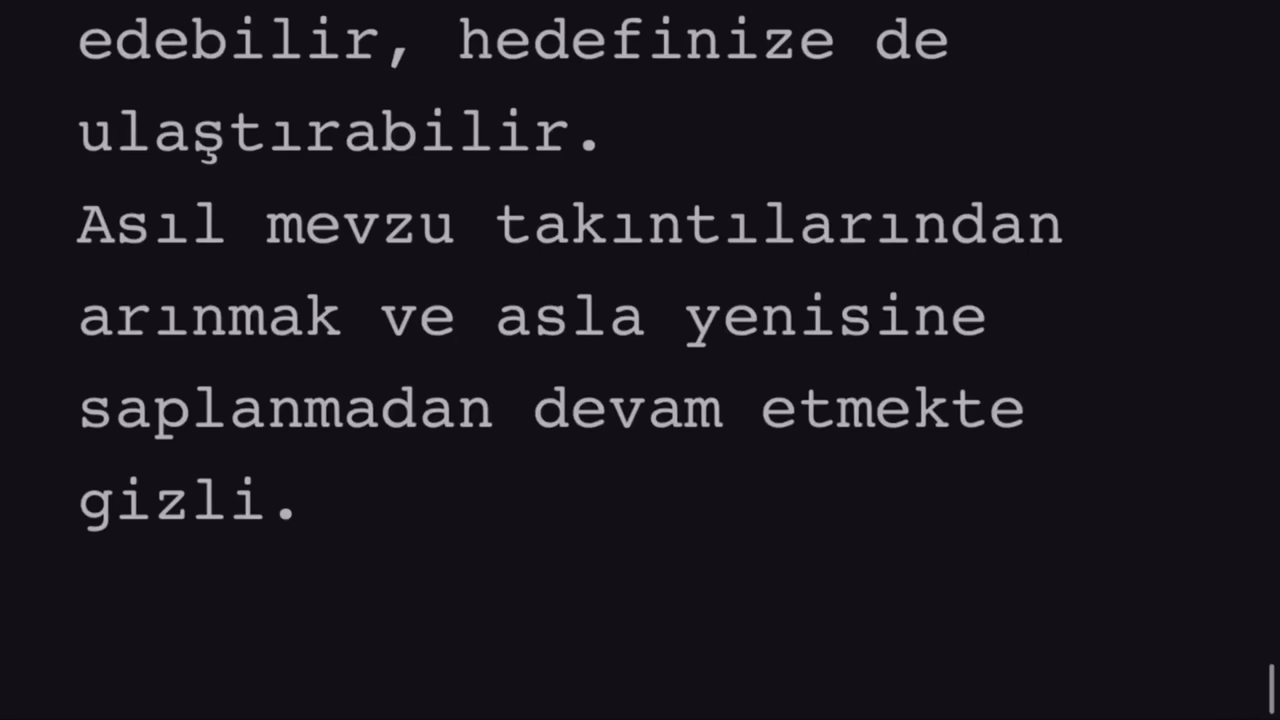 edebilir, hedefinize de
ulaştırabilir.
Asıl mevzu takıntılarından
arınmak ve asla yenisine
saplanmadan devam etmekte
gizli.